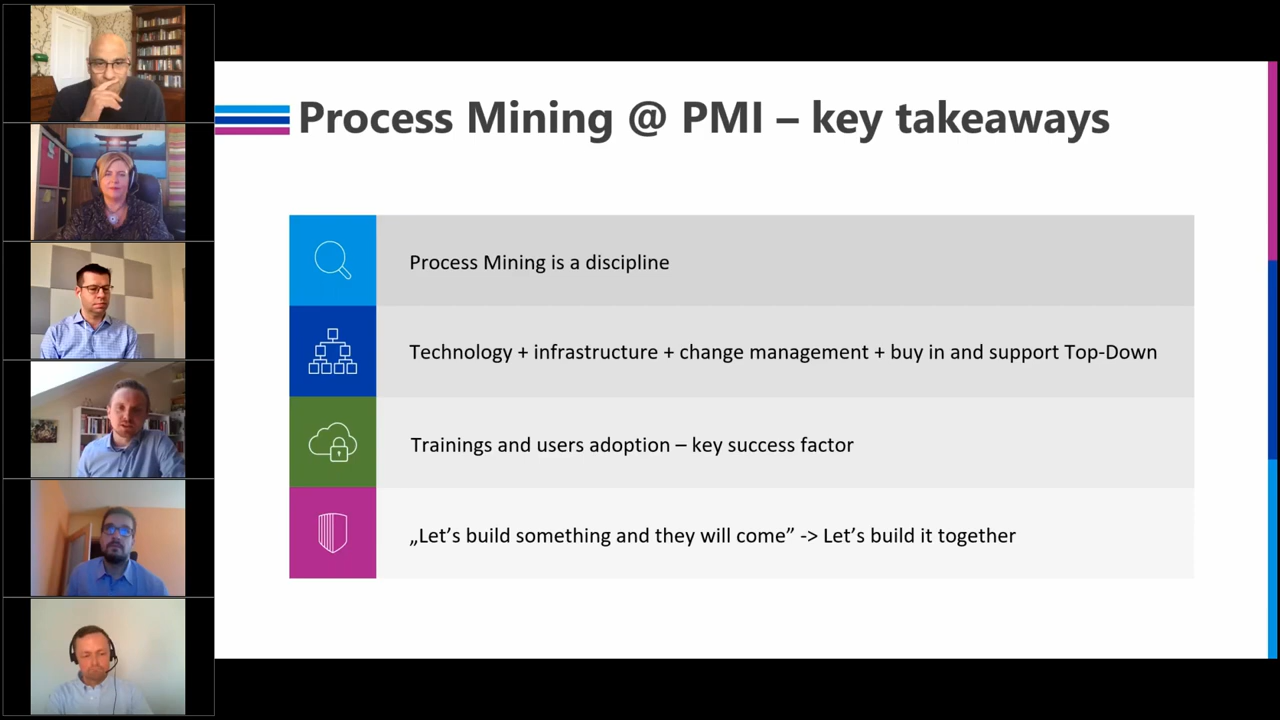 Process Mining @ PMI – key takeaways
Process Mining is a discipline
Technology + infrastructure + change management + buy in and support Top-Down
Trainings and users adoption – key success factor
„Let’s build something and they will come” -> Let’s build it together